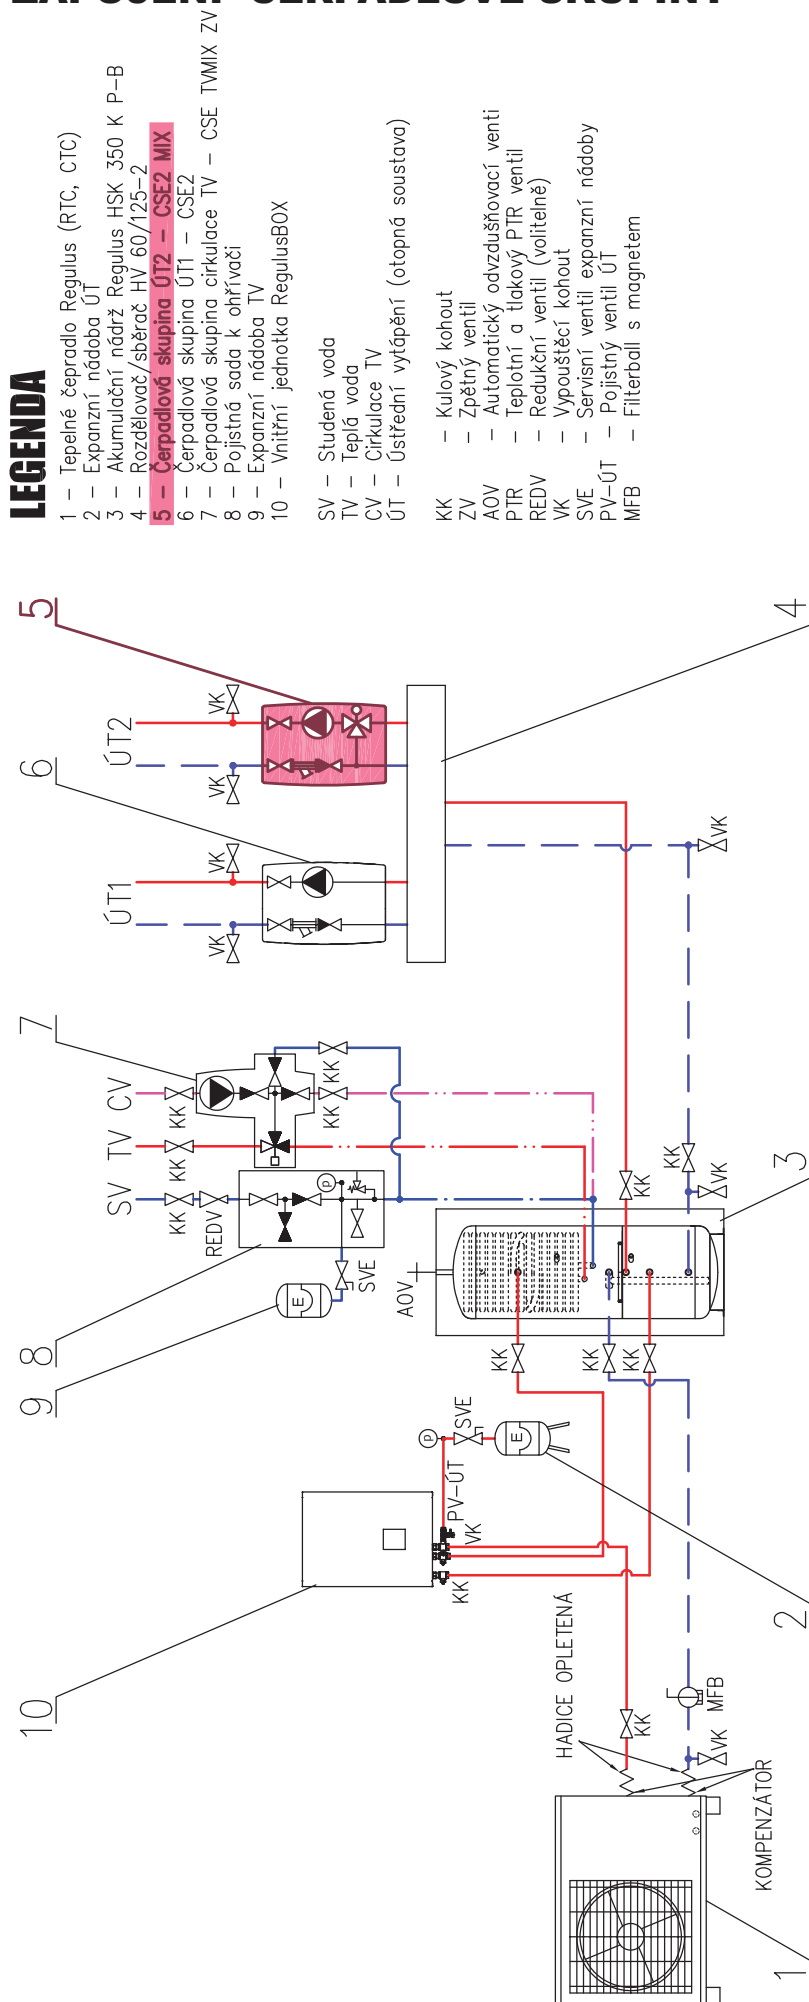 LEGENDA
1 – Tepelné čepradlo Regulus (RTC, CTC)
2 – Expanzní nádoba ÚT
3 – Akumulační nádrž Regulus HSK 350 K P–B
4 – Rozdělovač/sběrač HV 60/125–2
5 – Čerpadlová skupina ÚT2 – CSE2 MIX
6 – Čerpadlová skupina ÚT1 – CSE2
7 – Čerpadlová skupina cirkulace TV – CSE TVMIX ZV
8 – Pojistná sada k ohřívači
9 – Expanzní nádoba TV
10 – Vnitřní jednotka RegulusBOX
SV – Studená voda
TV – Teplá voda
CV – Cirkulace TV
ÚT – Ústřední vytápění (otopná soustava)
KK – Kulový kohout
ZV – Zpětný ventil
AOV – Automatický odvzdušňovací venti
PTR – Teplotní a tlakový PTR ventil
REDV – Redukční ventil (volitelně)
VK – Vypouštěcí kohout
SVE – Servisní ventil expanzní nádoby
PV–ÚT – Pojistný ventil ÚT
MFB – Filterball s magnetem
10
9
8
7
6
5
SV
TV
CV
ÚT1
ÚT2
KK
KK
KK
VK
VK
VK
VK
REDV
KK
KK
P
E
SVE
AOV
KK
KK
KK
KK
KK
VK
VK
P
SVE
E
PV–ÚT
VK
KK
HADICE OPLETENÁ
KK
MFB
VK
KOMPENZÁTOR
1
2
3
4